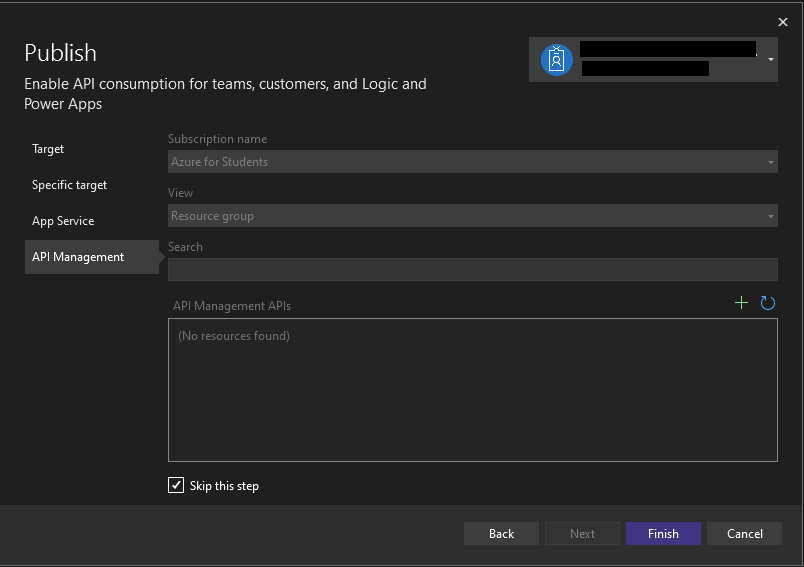 Publish
Enable API consumption for teams, customers, and Logic and
Power Apps
Target
Specific target
App Service
API Management
Subscription name
Azure for Students
View
Resource group
Search
API Management APIs
(No resources found)
Skip this step
Back
Next
Finish
Cancel